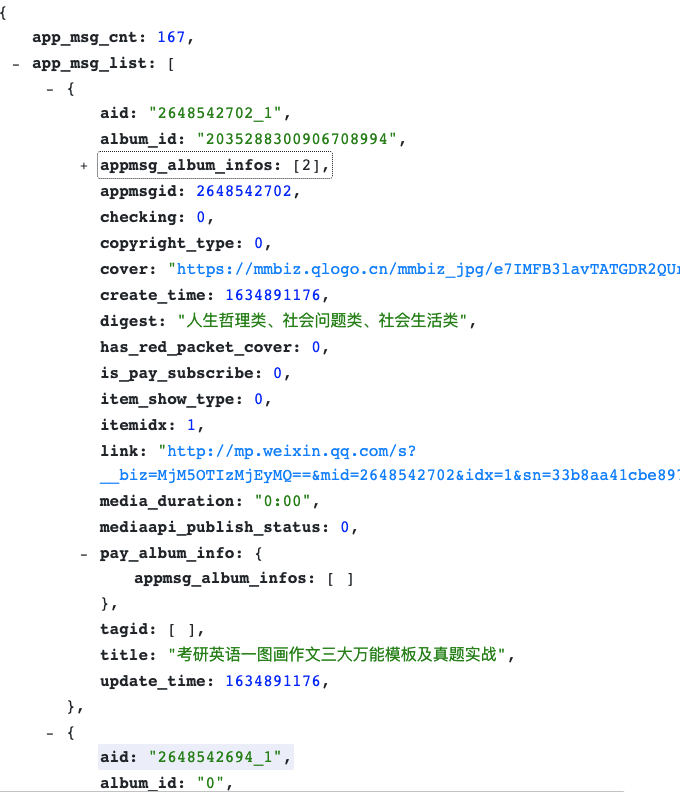 {
app_msg_cnt: 167,
- app_msg_list: [
- {
aid: "2648542702_1",
album_id: "2035288300906708994",
+ appmsg_album_infos: [2],
appmsgid: 2648542702,
checking: 0,
copyright_type: 0,
cover: "https://mmbiz.qlogo.cn/mmbiz_jpg/e7IMFB3lavTATGDR2QU
create_time: 1634891176,
digest: "人生哲理类、社会问题类、社会生活类",
has_red_packet_cover: 0,
is_pay_subscribe: 0,
item_show_type: 0,
itemidx: 1,
link: "http://mp.weixin.qq.com/s?
__biz=MjM5OTIzMjEyMQ==&mid=2648542702&idx=1&sn=33b8aa41cbe897
media_duration: "0:00",
mediaapi_publish_status: 0,
- pay_album_info: {
appmsg_album_infos: [ ]
},
tagid: [ ],
title: "考研英语一图画作文三大万能模板及真题实战",
update_time: 1634891176,
},
- {
aid: "2648542694_1",
album_id: "0",